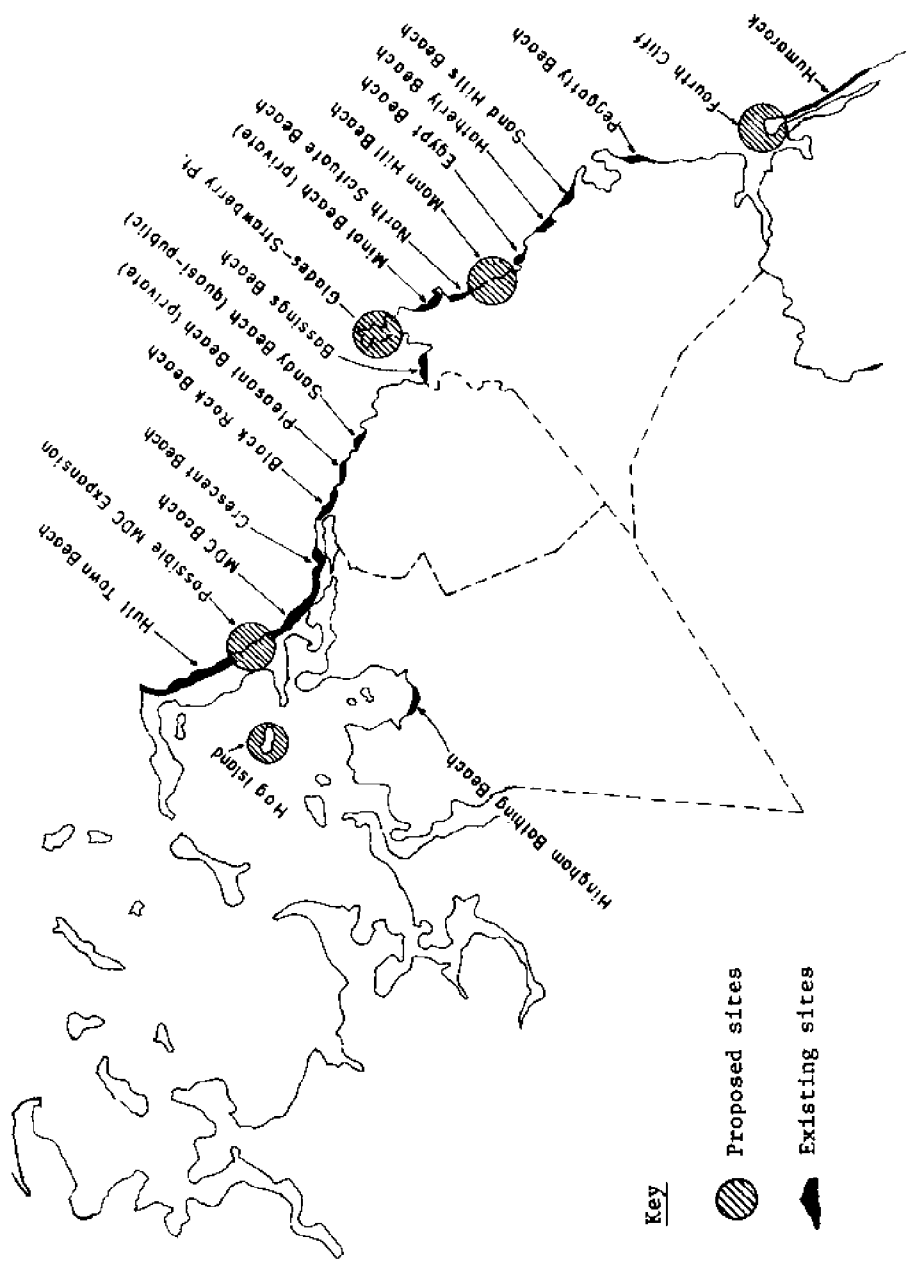 Hull Town Beach
Possible MDC Expansion
MDC Beach
Crescent Beach
Black Rock Beach
Pleasant Beach (private)
Sandy Beach (quasi-public)
Bassings Beach
Glades-Strawberry Pt.
Minot Beach (private)
North Scituate Beach
Mann Hill Beach
Egypt Beach
Hatherly Beach
Sand Hills Beach
Peggotty Beach
Fourth Cliff
Humarock
Hog Island
Hingham Bathing Beach
Key
Proposed sites
Existing sites